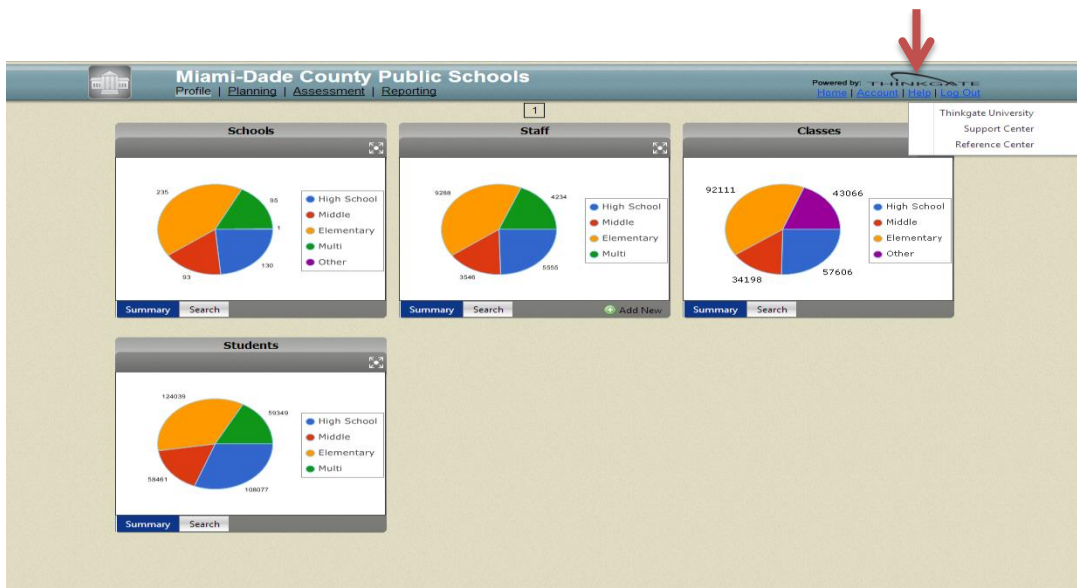 Miami-Dade County Public Schools
Profile | Planning | Assessment | Reporting
Powered by: THINKGATE
Home | Account | Help | Log Out
Thinkgate University
Support Center
Reference Center
1
Schools
235
95
1
130
93
High School
Middle
Elementary
Multi
Other
Summary
Search
Staff
9288
4234
5555
3546
High School
Middle
Elementary
Multi
Summary
Search
Add New
Classes
92111
43066
57606
34198
High School
Middle
Elementary
Other
Summary
Search
Students
124039
59349
108077
58461
High School
Middle
Elementary
Multi
Summary
Search